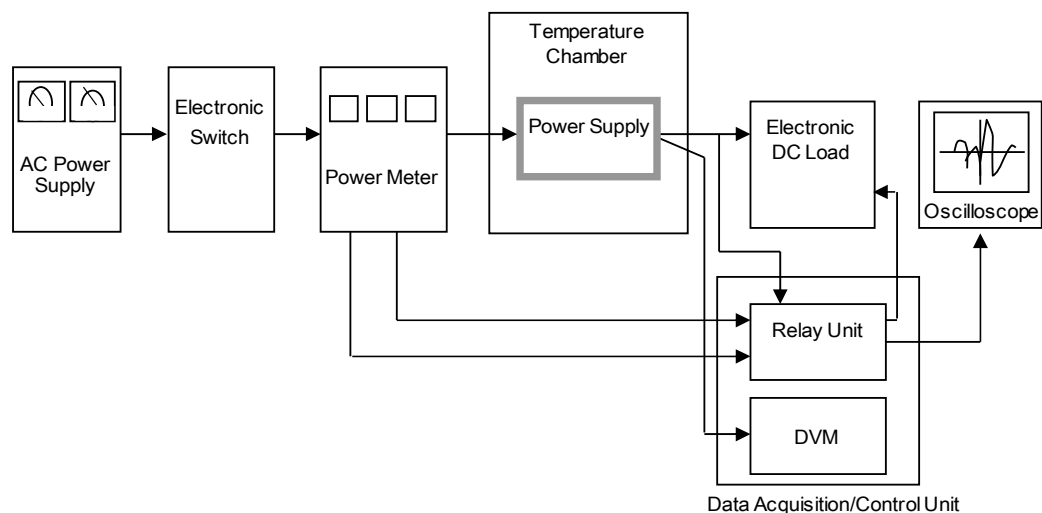 Temperature
Chamber
AC Power
Supply
Electronic
Switch
Power Meter
Power Supply
Electronic
DC Load
Oscilloscope
Relay Unit
DVM
Data Acquisition/Control Unit